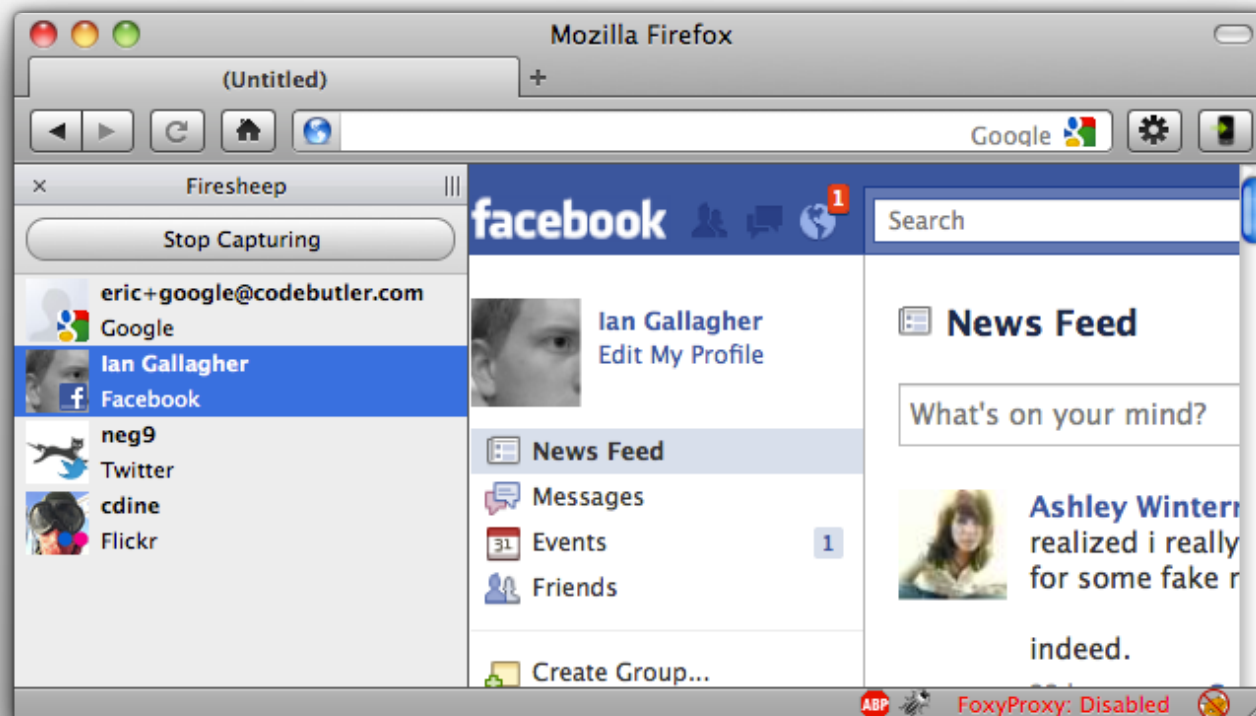 Mozilla Firefox
(Untitled)
+
Google
×
Firesheep
Stop Capturing
eric+google@codebutler.com
Google
Ian Gallagher
f
Facebook
neg9
Twitter
cdine
Flickr
facebook
1
Search
Ian Gallagher
Edit My Profile
News Feed
Messages
31
Events
1
Friends
Create Group...
News Feed
What's on your mind?
Ashley
realized i really
for some fake
indeed.
ABP
FoxyProxy: Disabled